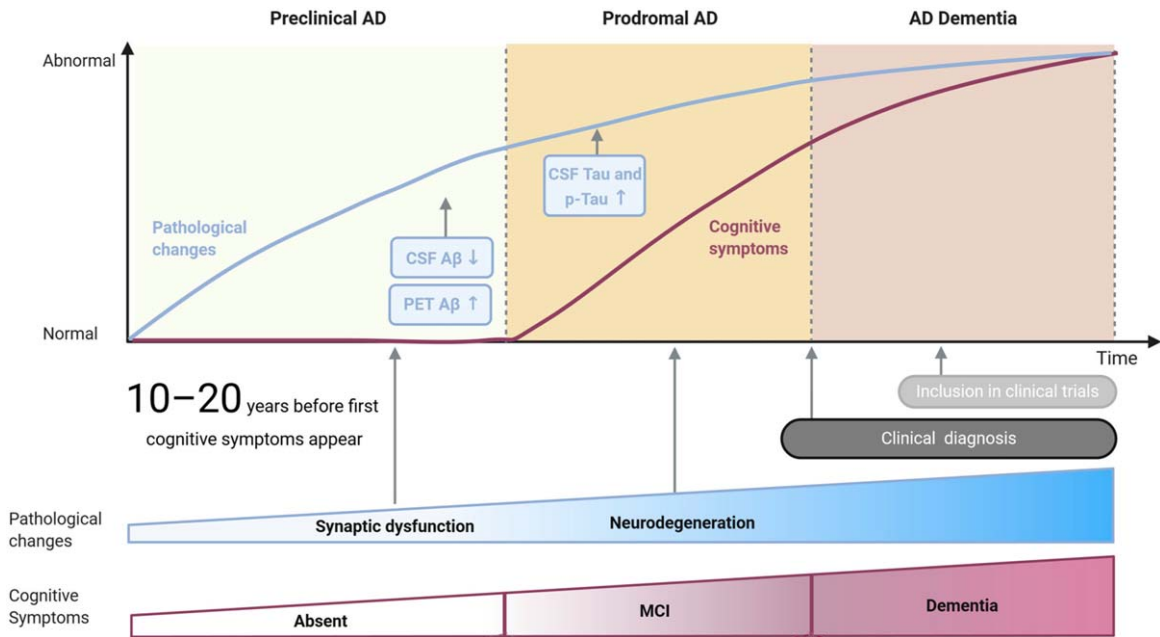 Preclinical AD
Prodromal AD
AD Dementia
Abnormal
CSF Tau and
p-Tau ↑
Pathological
changes
Cognitive
symptoms
CSF Aβ ↓
PET Aβ ↑
Normal
Time
10–20 years before first
cognitive symptoms appear
Inclusion in clinical trials
Clinical diagnosis
Pathological
changes
Synaptic dysfunction
Neurodegeneration
Cognitive
Symptoms
Absent
MCI
Dementia